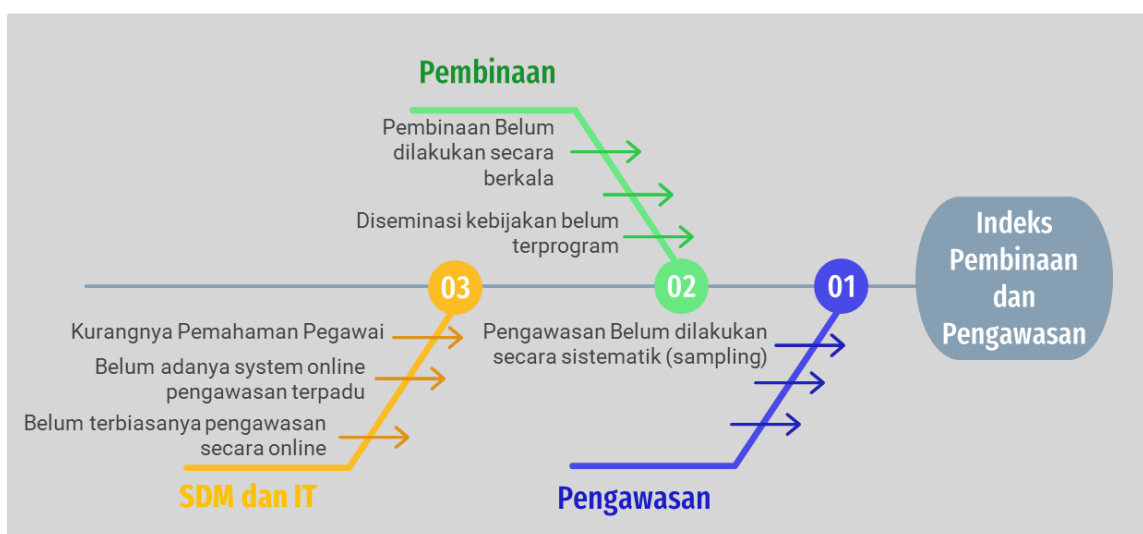 Pembinaan
Pembinaan Belum
dilakukan secara
berkala
Diseminasi kebijakan belum
terprogram
Indeks
Pembinaan
dan
Pengawasan
03
02
01
Kurangnya Pemahaman Pegawai
Belum adanya system online
pengawasan terpadu
Belum terbiasanya pengawasan
secara online
SDM dan IT
Pengawasan Belum dilakukan
secara sistematik (sampling)
Pengawasan